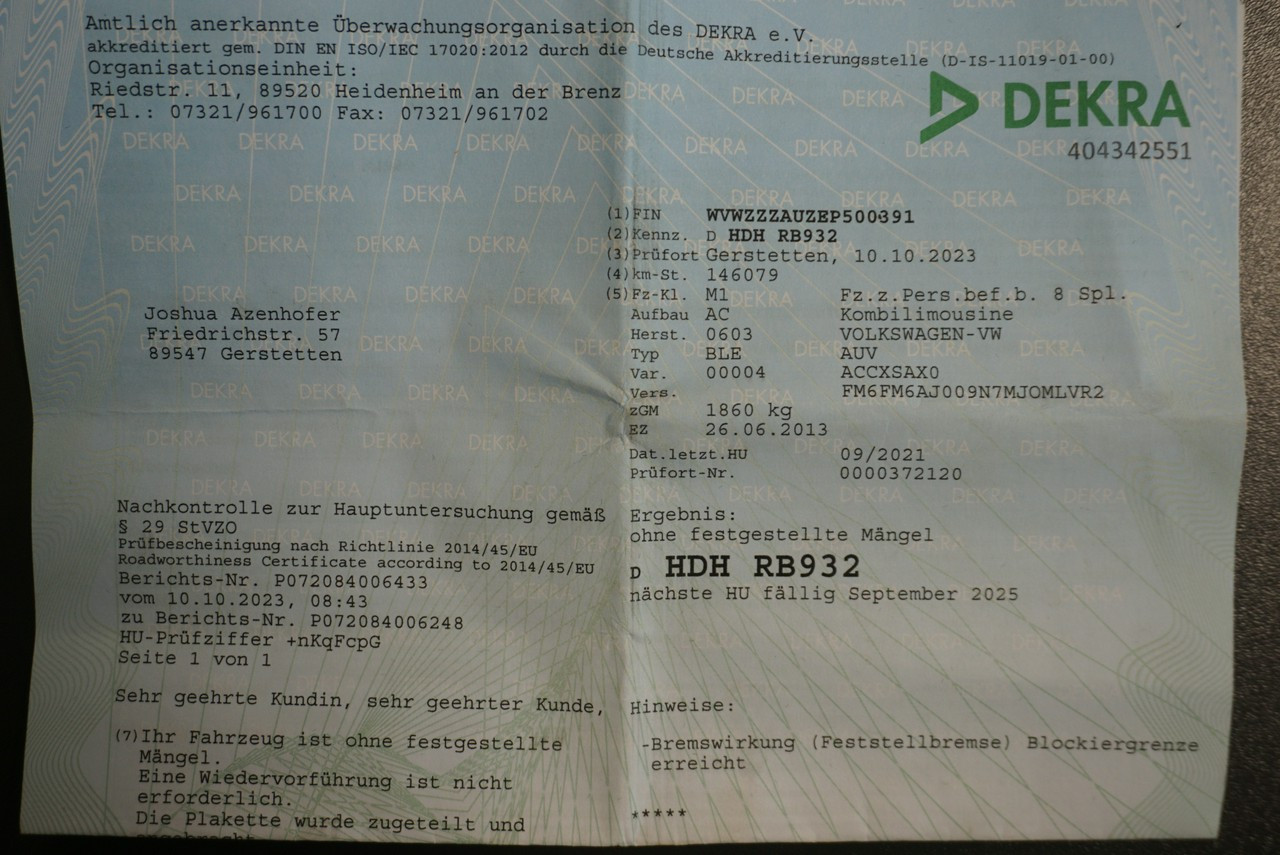 Amtlich anerkannte Überwachungsorganisation des DEKRA e.V.
akkreditiert gem. DIN EN ISO/IEC 17020:2012 durch die Deutsche Akkreditierungsstelle (D-IS-11019-01-00)
Organisationseinheit:
Riedstr. 11, 89520 Heidenheim an der Brenz
Tel.: 07321/961700 Fax: 07321/961702
DEKRA
404342551
(1) FIN WVWZZZAUZEP500391
(2) Kennz. D HDH RB932
(3) Prüfort Gerstetten, 10.10.2023
(4) km-St. 146079
(5) Fz-Kl. M1 Fz.z.Pers.bef.b. 8 Spl.
Aufbau AC Kombilimousine
Herst. 0603 VOLKSWAGEN-VW
Typ BLE AUV
Var. 00004 ACCXSAX0
Vers. FM6FM6AJ009N7MJOMLVR2
zGM 1860 kg
EZ 26.06.2013
Dat.letzt.HU 09/2021
Prüfort-Nr. 0000372120
Joshua Azenhofer
Friedrichstr. 57
89547 Gerstetten
Nachkontrolle zur Hauptuntersuchung gemäß
§ 29 StVZO
Prüfbescheinigung nach Richtlinie 2014/45/EU
Roadworthiness Certificate according to 2014/45/EU
Berichts-Nr. P072084006433
vom 10.10.2023, 08:43
zu Berichts-Nr. P072084006248
HU-Prüfziffer +nKqFcpG
Seite 1 von 1
Ergebnis:
ohne festgestellte Mängel
D HDH RB932
nächste HU fällig September 2025
Sehr geehrte Kundin, sehr geehrter Kunde,
(7) Ihr Fahrzeug ist ohne festgestellte
Mängel.
Eine Wiedervorführung ist nicht
erforderlich.
Die Plakette wurde zugeteilt und
Hinweise:
-Bremswirkung (Feststellbremse) Blockiergrenze
erreicht
*****